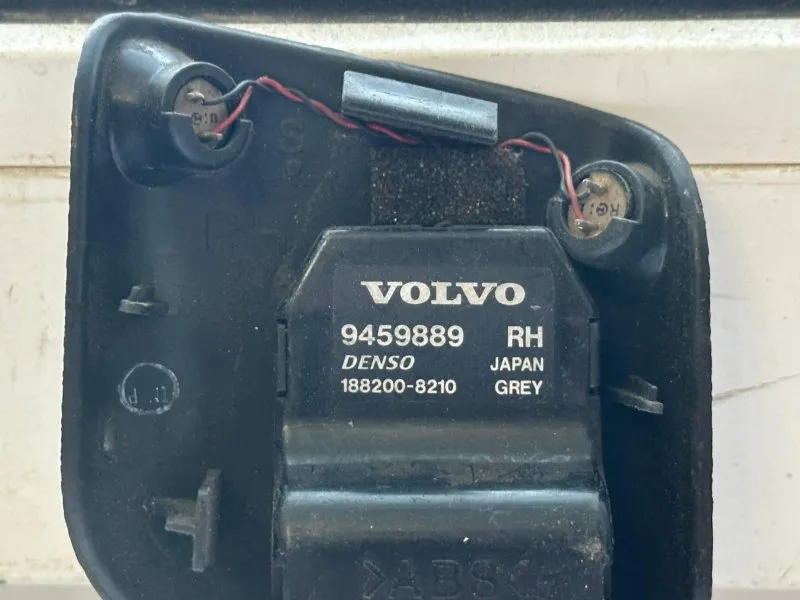 VOLVO
9459889 RH
DENSO JAPAN
188200-8210 GREY
>ABS<